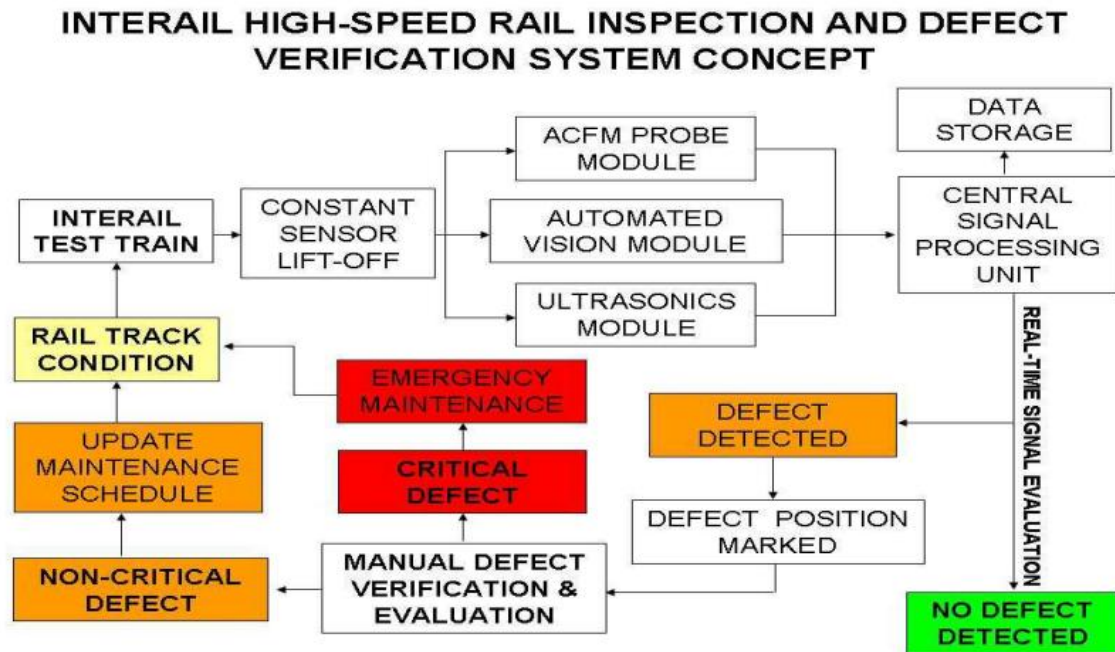 INTERAIL HIGH-SPEED RAIL INSPECTION AND DEFECT
VERIFICATION SYSTEM CONCEPT
DATA
STORAGE
ACFM PROBE
MODULE
INTERAIL
TEST TRAIN
CONSTANT
SENSOR
LIFT-OFF
AUTOMATED
VISION MODULE
CENTRAL
SIGNAL
PROCESSING
UNIT
ULTRASONICS
MODULE
RAIL TRACK
CONDITION
EMERGENCY
MAINTENANCE
REAL-TIME SIGNAL EVALUATION
DEFECT
DETECTED
UPDATE
MAINTENANCE
SCHEDULE
CRITICAL
DEFECT
DEFECT POSITION
MARKED
NON-CRITICAL
DEFECT
MANUAL DEFECT
VERIFICATION &
EVALUATION
NO DEFECT
DETECTED